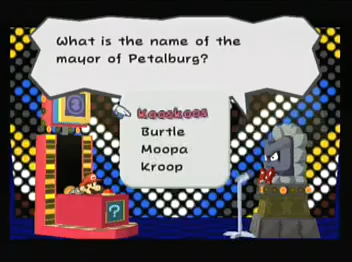 What is the name of the
mayor of Petalburg?
Kooskoos
Burtle
Moopa
Kroop
?